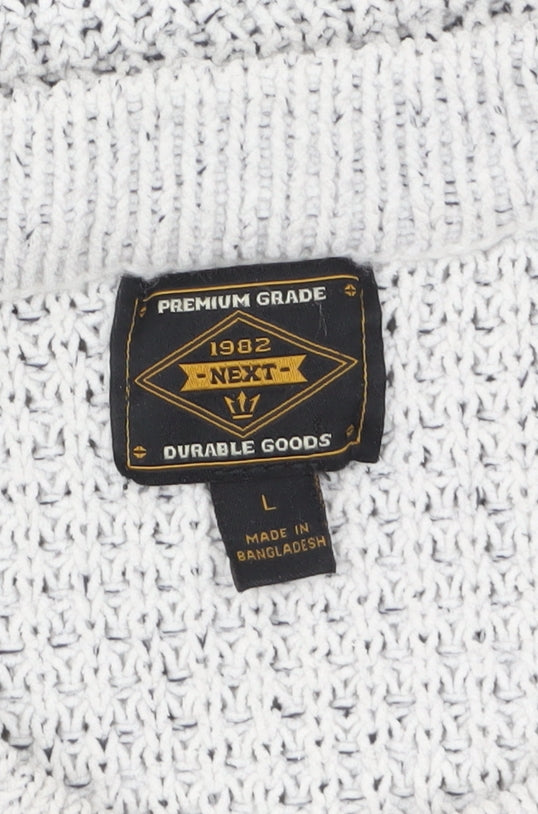 PREMIUM GRADE
1982
-NEXT-
DURABLE GOODS
L
MADE IN
BANGLADESH